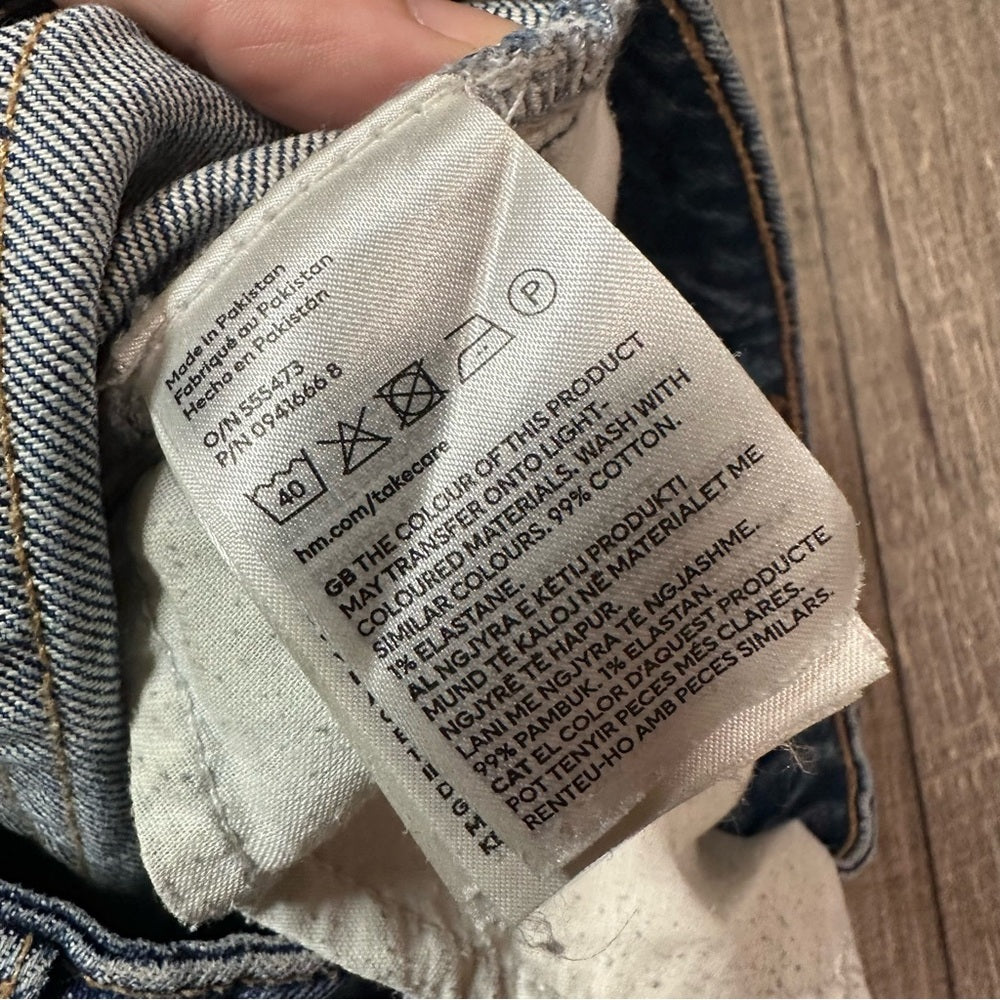 Made in Pakistan
Fabriqué au Pakistan
Hecho en Pakistán
O/N 555473
P/N 0941666 8
40
P
hm.com/takecare
GB THE COLOUR OF THIS PRODUCT
MAY TRANSFER ONTO LIGHT-
COLOURED MATERIALS. WASH WITH
SIMILAR COLOURS. 99% COTTON.
1% ELASTANE.
AL NGJYRA E KËTIJ PRODUKTI
MUND TË KALOJ NË MATERIALET ME
NGJYRË TË HAPUR.
LANI ME NGJYRA TË NGJASHME.
99% PAMBUK. 1% ELASTAN.
CAT EL COLOR D'AQUEST PRODUCTE
POT TENYIR PECES MÉS CLARES.
RENTEU-HO AMB PECES SIMILARS.